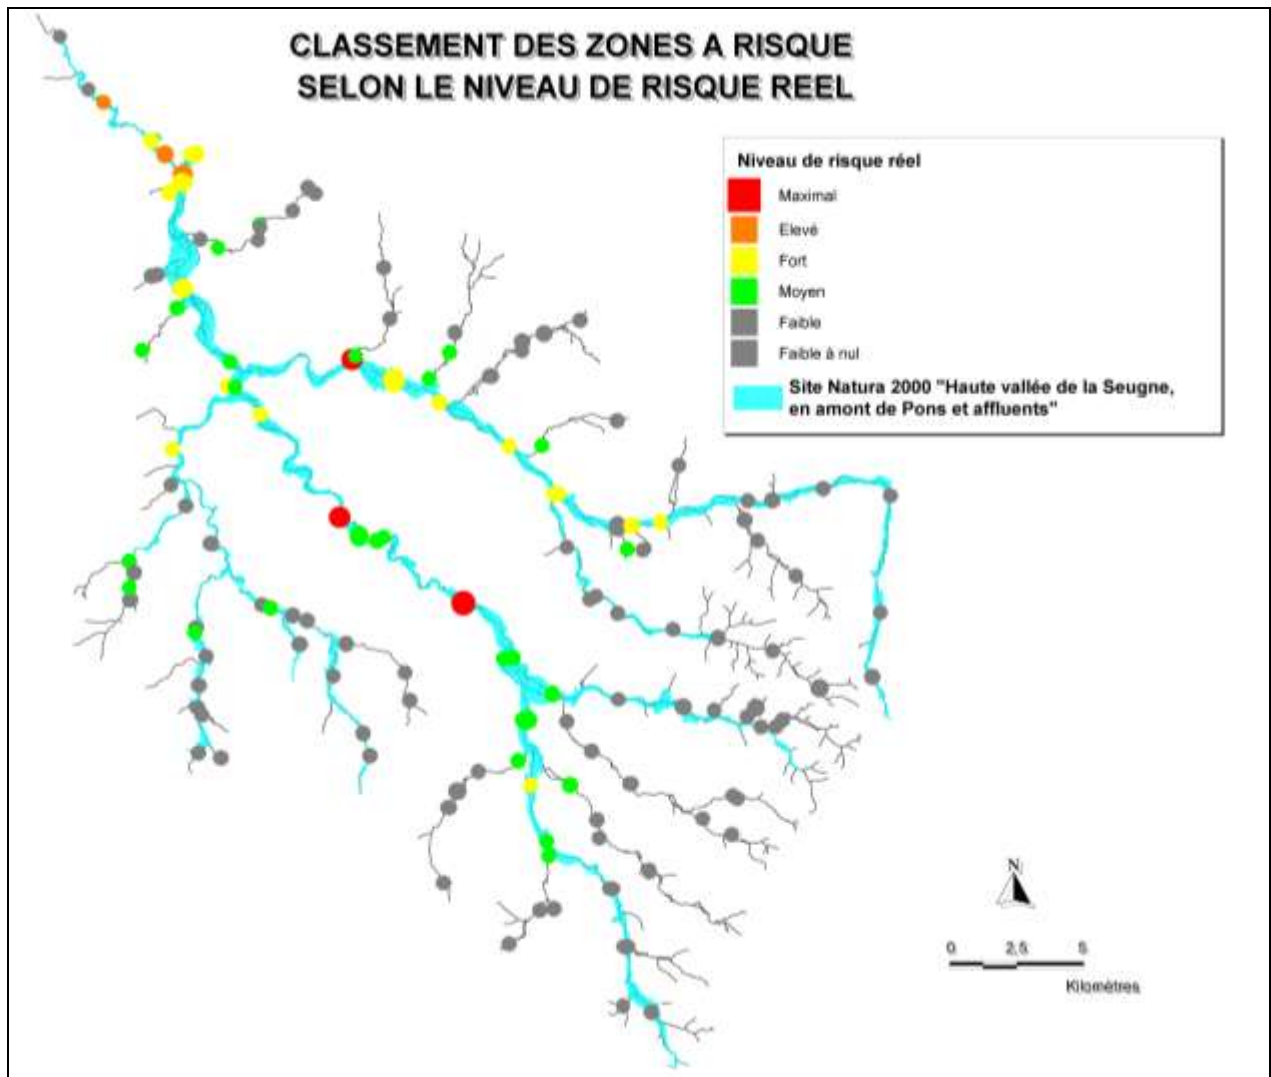 CLASSEMENT DES ZONES A RISQUE
SELON LE NIVEAU DE RISQUE REEL
Niveau de risque réel
Maximal
Elevé
Fort
Moyen
Faible
Faible à nul
Site Natura 2000 "Haute vallée de la Seugne,
en amont de Pons et affluents"
N
0 2,5 5
Kilomètres